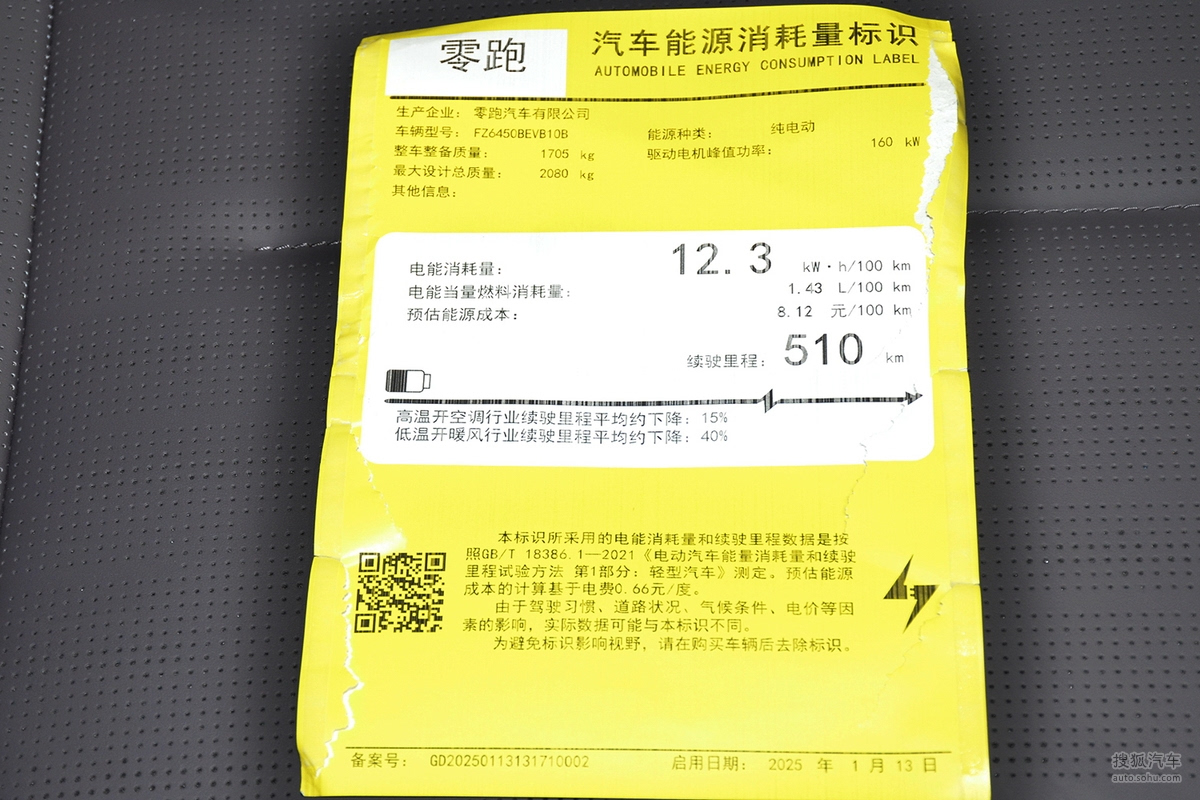 零跑
汽车能源消耗量标识
AUTOMOBILE ENERGY CONSUMPTION LABEL
生产企业: 零跑汽车有限公司
车辆型号: FZ6450BEVB10B
能源种类: 纯电动
整车整备质量: 1705 kg
驱动电机峰值功率: 160 kW
最大设计总质量: 2080 kg
其他信息:
电能消耗量: 12.3 kW·h/100 km
电能当量燃料消耗量: 1.43 L/100 km
预估能源成本: 8.12 元/100 km
续驶里程: 510 km
高温开空调行业续驶里程平均约下降: 15%
低温开暖风行业续驶里程平均约下降: 40%
本标识所采用的电能消耗量和续驶里程数据是按
照GB/T 18386.1—2021《电动汽车能量消耗量和续驶
里程试验方法 第1部分: 轻型汽车》测定。预估能源
成本的计算基于电费0.66元/度。
由于驾驶习惯、道路状况、气候条件、电价等因
素的影响, 实际数据可能与本标识不同。
为避免标识影响视野, 请在购买车辆后去除标识。
备案号: GD20250113131710002
启用日期: 2025 年 1 月 13 日
搜狐汽车
auto.sohu.com